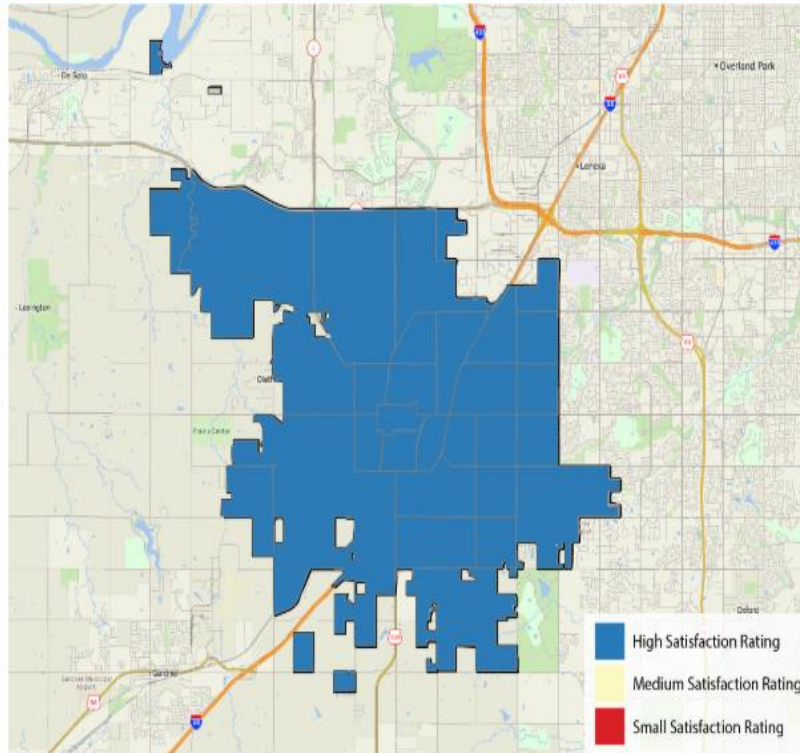 De Soto
Overland Park
Lenexa
Lexington
Olath
Prairie Center
Gardner
Oxford
High Satisfaction Rating
Medium Satisfaction Rating
Small Satisfaction Rating